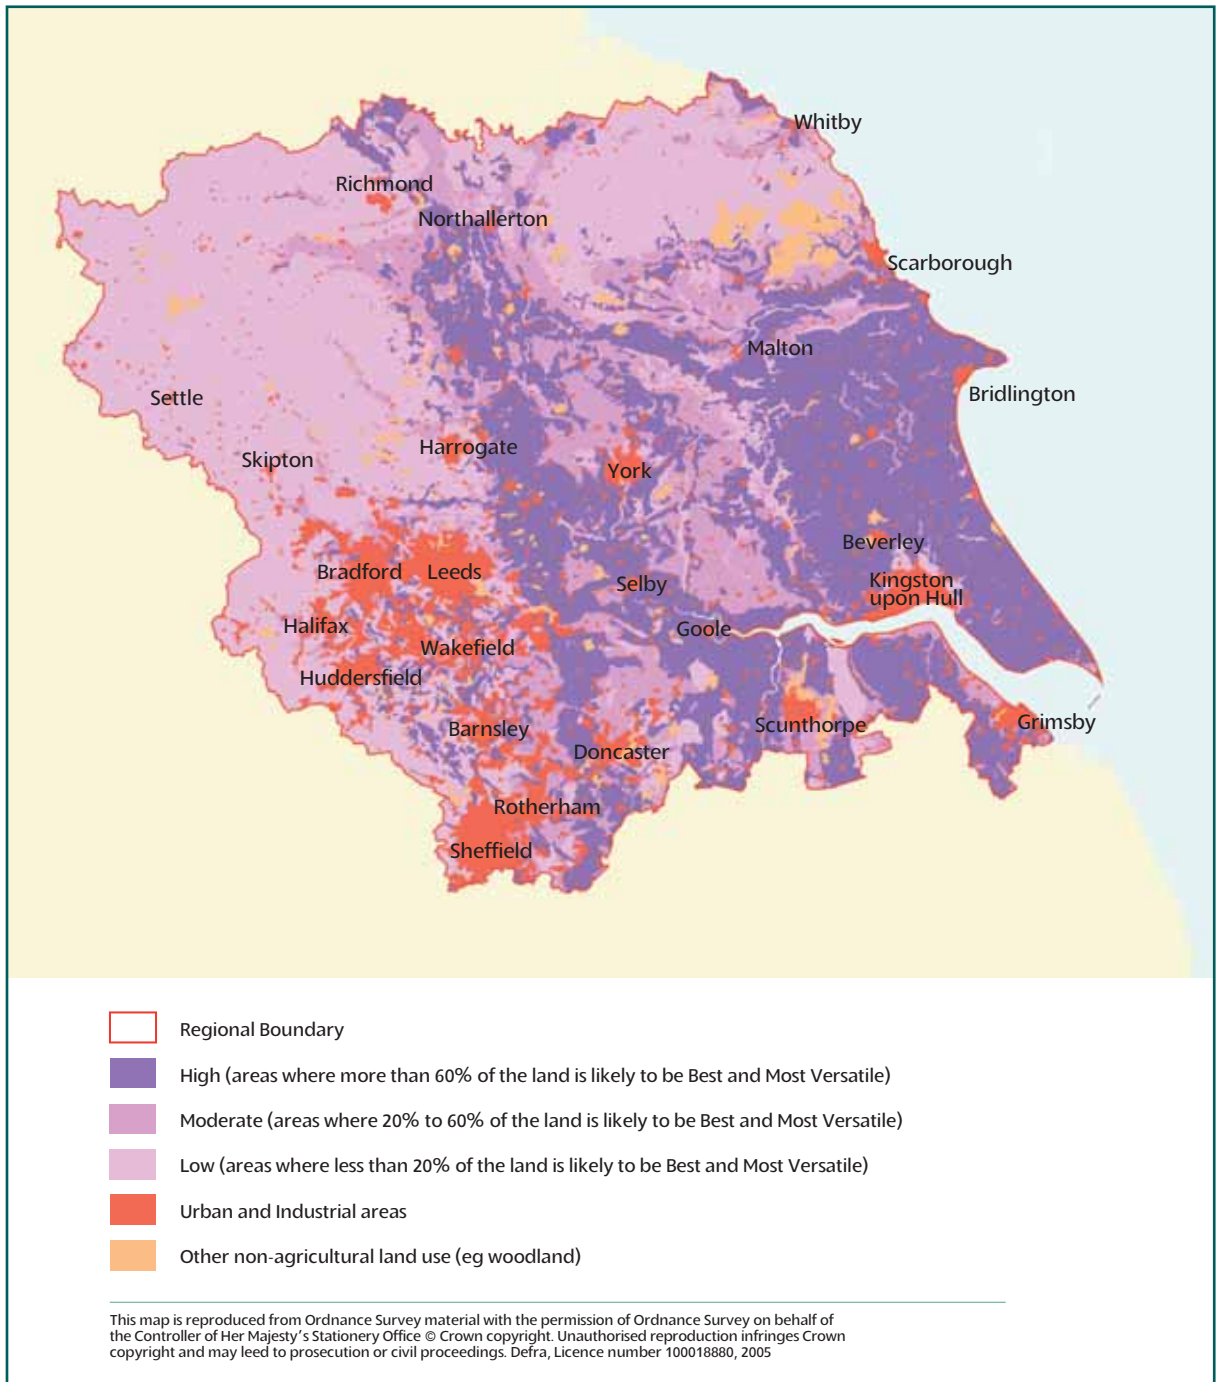 Whitby
Richmond
Northallerton
Scarborough
Malton
Bridlington
Settle
Harrogate
Skipton
York
Beverley
Bradford
Leeds
Kingston
upon Hull
Selby
Halifax
Goole
Wakefield
Huddersfield
Barnsley
Scunthorpe
Grimsby
Doncaster
Rotherham
Sheffield
Regional Boundary
High (areas where more than 60% of the land is likely to be Best and Most Versatile)
Moderate (areas where 20% to 60% of the land is likely to be Best and Most Versatile)
Low (areas where less than 20% of the land is likely to be Best and Most Versatile)
Urban and Industrial areas
Other non-agricultural land use (eg woodland)
This map is reproduced from Ordnance Survey material with the permission of Ordnance Survey on behalf of
the Controller of Her Majesty's Stationery Office © Crown copyright. Unauthorised reproduction infringes Crown
copyright and may leed to prosecution or civil proceedings. Defra, Licence number 100018880, 2005